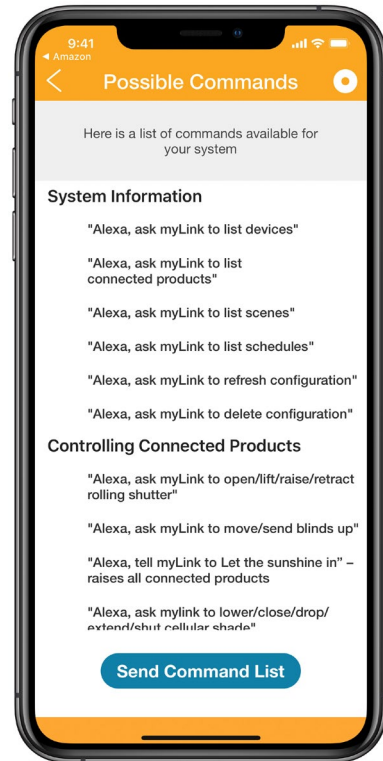 9:41
◀ Amazon
Possible Commands
Here is a list of commands available for
your system
System Information
"Alexa, ask myLink to list devices"
"Alexa, ask myLink to list
connected products"
"Alexa, ask myLink to list scenes"
"Alexa, ask myLink to list schedules"
"Alexa, ask myLink to refresh configuration"
"Alexa, ask myLink to delete configuration"
Controlling Connected Products
"Alexa, ask myLink to open/lift/raise/retract
rolling shutter"
"Alexa, ask myLink to move/send blinds up"
"Alexa, tell myLink to Let the sunshine in” –
raises all connected products
"Alexa, ask mylink to lower/close/drop/
extend/shut cellular shade"
Send Command List